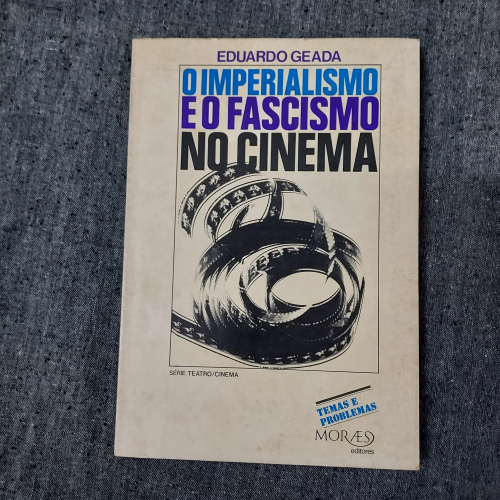 EDUARDO GEADA
O IMPERIALISMO
E O FASCISMO
NO CINEMA
SÉRIE: TEATRO/CINEMA
TEMAS E
PROBLEMAS
MORÆS
editores